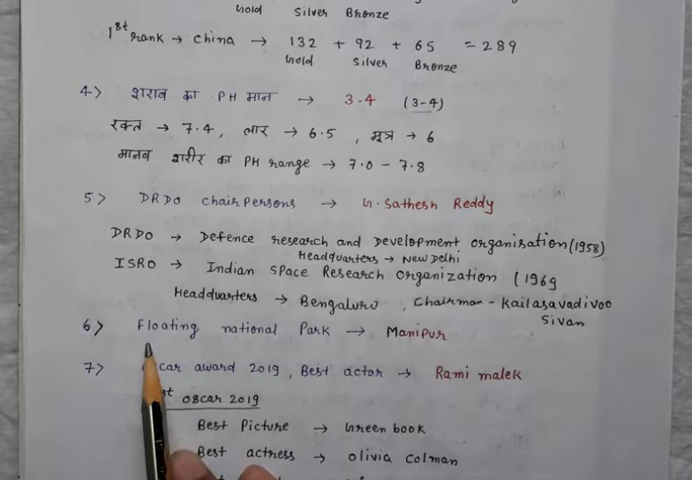 Gold Silver Bronze
1st rank → China → 132 + 92 + 65 = 289
Gold Silver Bronze
4> शराब का PH मान → 3.4 (3-4)
रक्त → 7.4, लार → 6.5, मूत्र → 6
मानव शरीर का PH range → 7.0 - 7.8
5> DRDO chairpersons → G. Sathesh Reddy
DRDO → Defence research and Development organisation (1958)
Headquarters → New Delhi
ISRO → Indian Space Research Organization (1969
Headquarters → Bengaluru, Chairman - Kailasavadivoo
Sivan
6> Floating national Park → Manipur
7> car award 2019, Best actor → Rami malek
st oscar 2019
Best Picture → Green book
Best actress → olivia colman